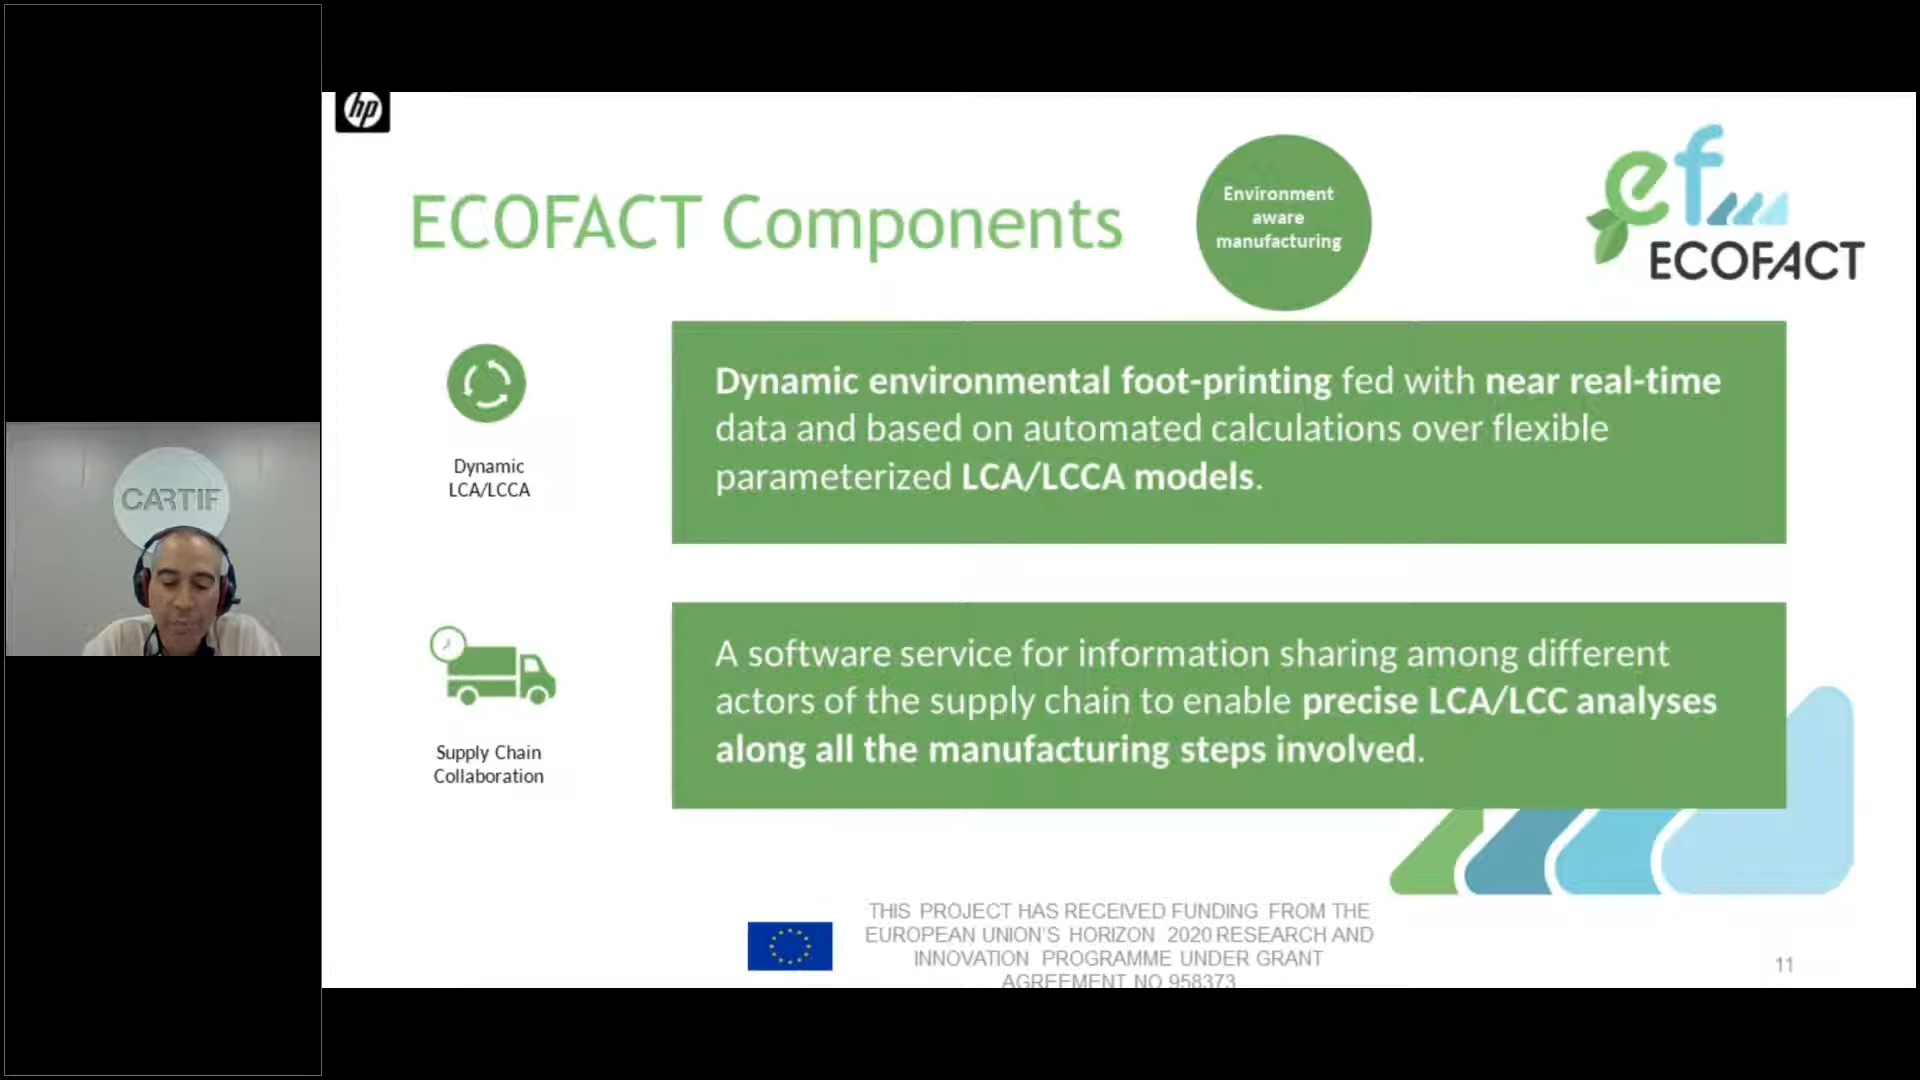 hp
ECOFACT Components
Environment
aware
manufacturing
ef
ECOFACT
Dynamic
LCA/LCCA
Dynamic environmental foot-printing fed with near real-time
data and based on automated calculations over flexible
parameterized LCA/LCCA models.
CARTIF
Supply Chain
Collaboration
A software service for information sharing among different
actors of the supply chain to enable precise LCA/LCC analyses
along all the manufacturing steps involved.
THIS PROJECT HAS RECEIVED FUNDING FROM THE
EUROPEAN UNION'S HORIZON 2020 RESEARCH AND
INNOVATION PROGRAMME UNDER GRANT
AGREEMENT NO 958373
11